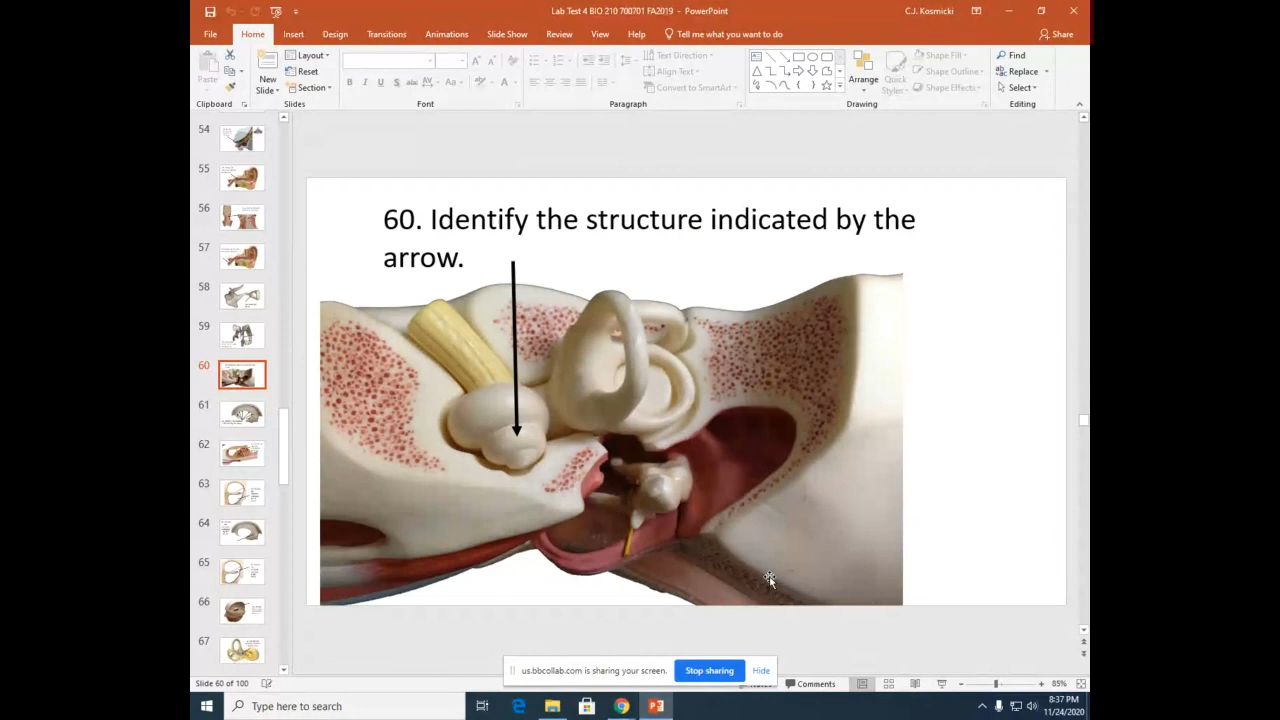 Lab Test 4 BIO 210 700701 FA2019 - PowerPoint
C.J. Kosmicki
File Home Insert Design Transitions Animations Slide Show Review View Help Tell me what you want to do Share
Paste
New Slide
Layout
Reset
Section
B I U S abc AV Aa A
Text Direction
Align Text
Convert to SmartArt
Arrange
Quick Styles
Shape Fill
Shape Outline
Shape Effects
Find
Replace
Select
Clipboard Slides Font Paragraph Drawing Editing
54
55
56
57
58
59
60
61
62
63
64
65
66
67
60. Identify the structure indicated by the
arrow.
us.bbcollab.com is sharing your screen. Stop sharing Hide
Slide 60 of 100
Comments
85%
Type here to search
8:37 PM
11/24/2020